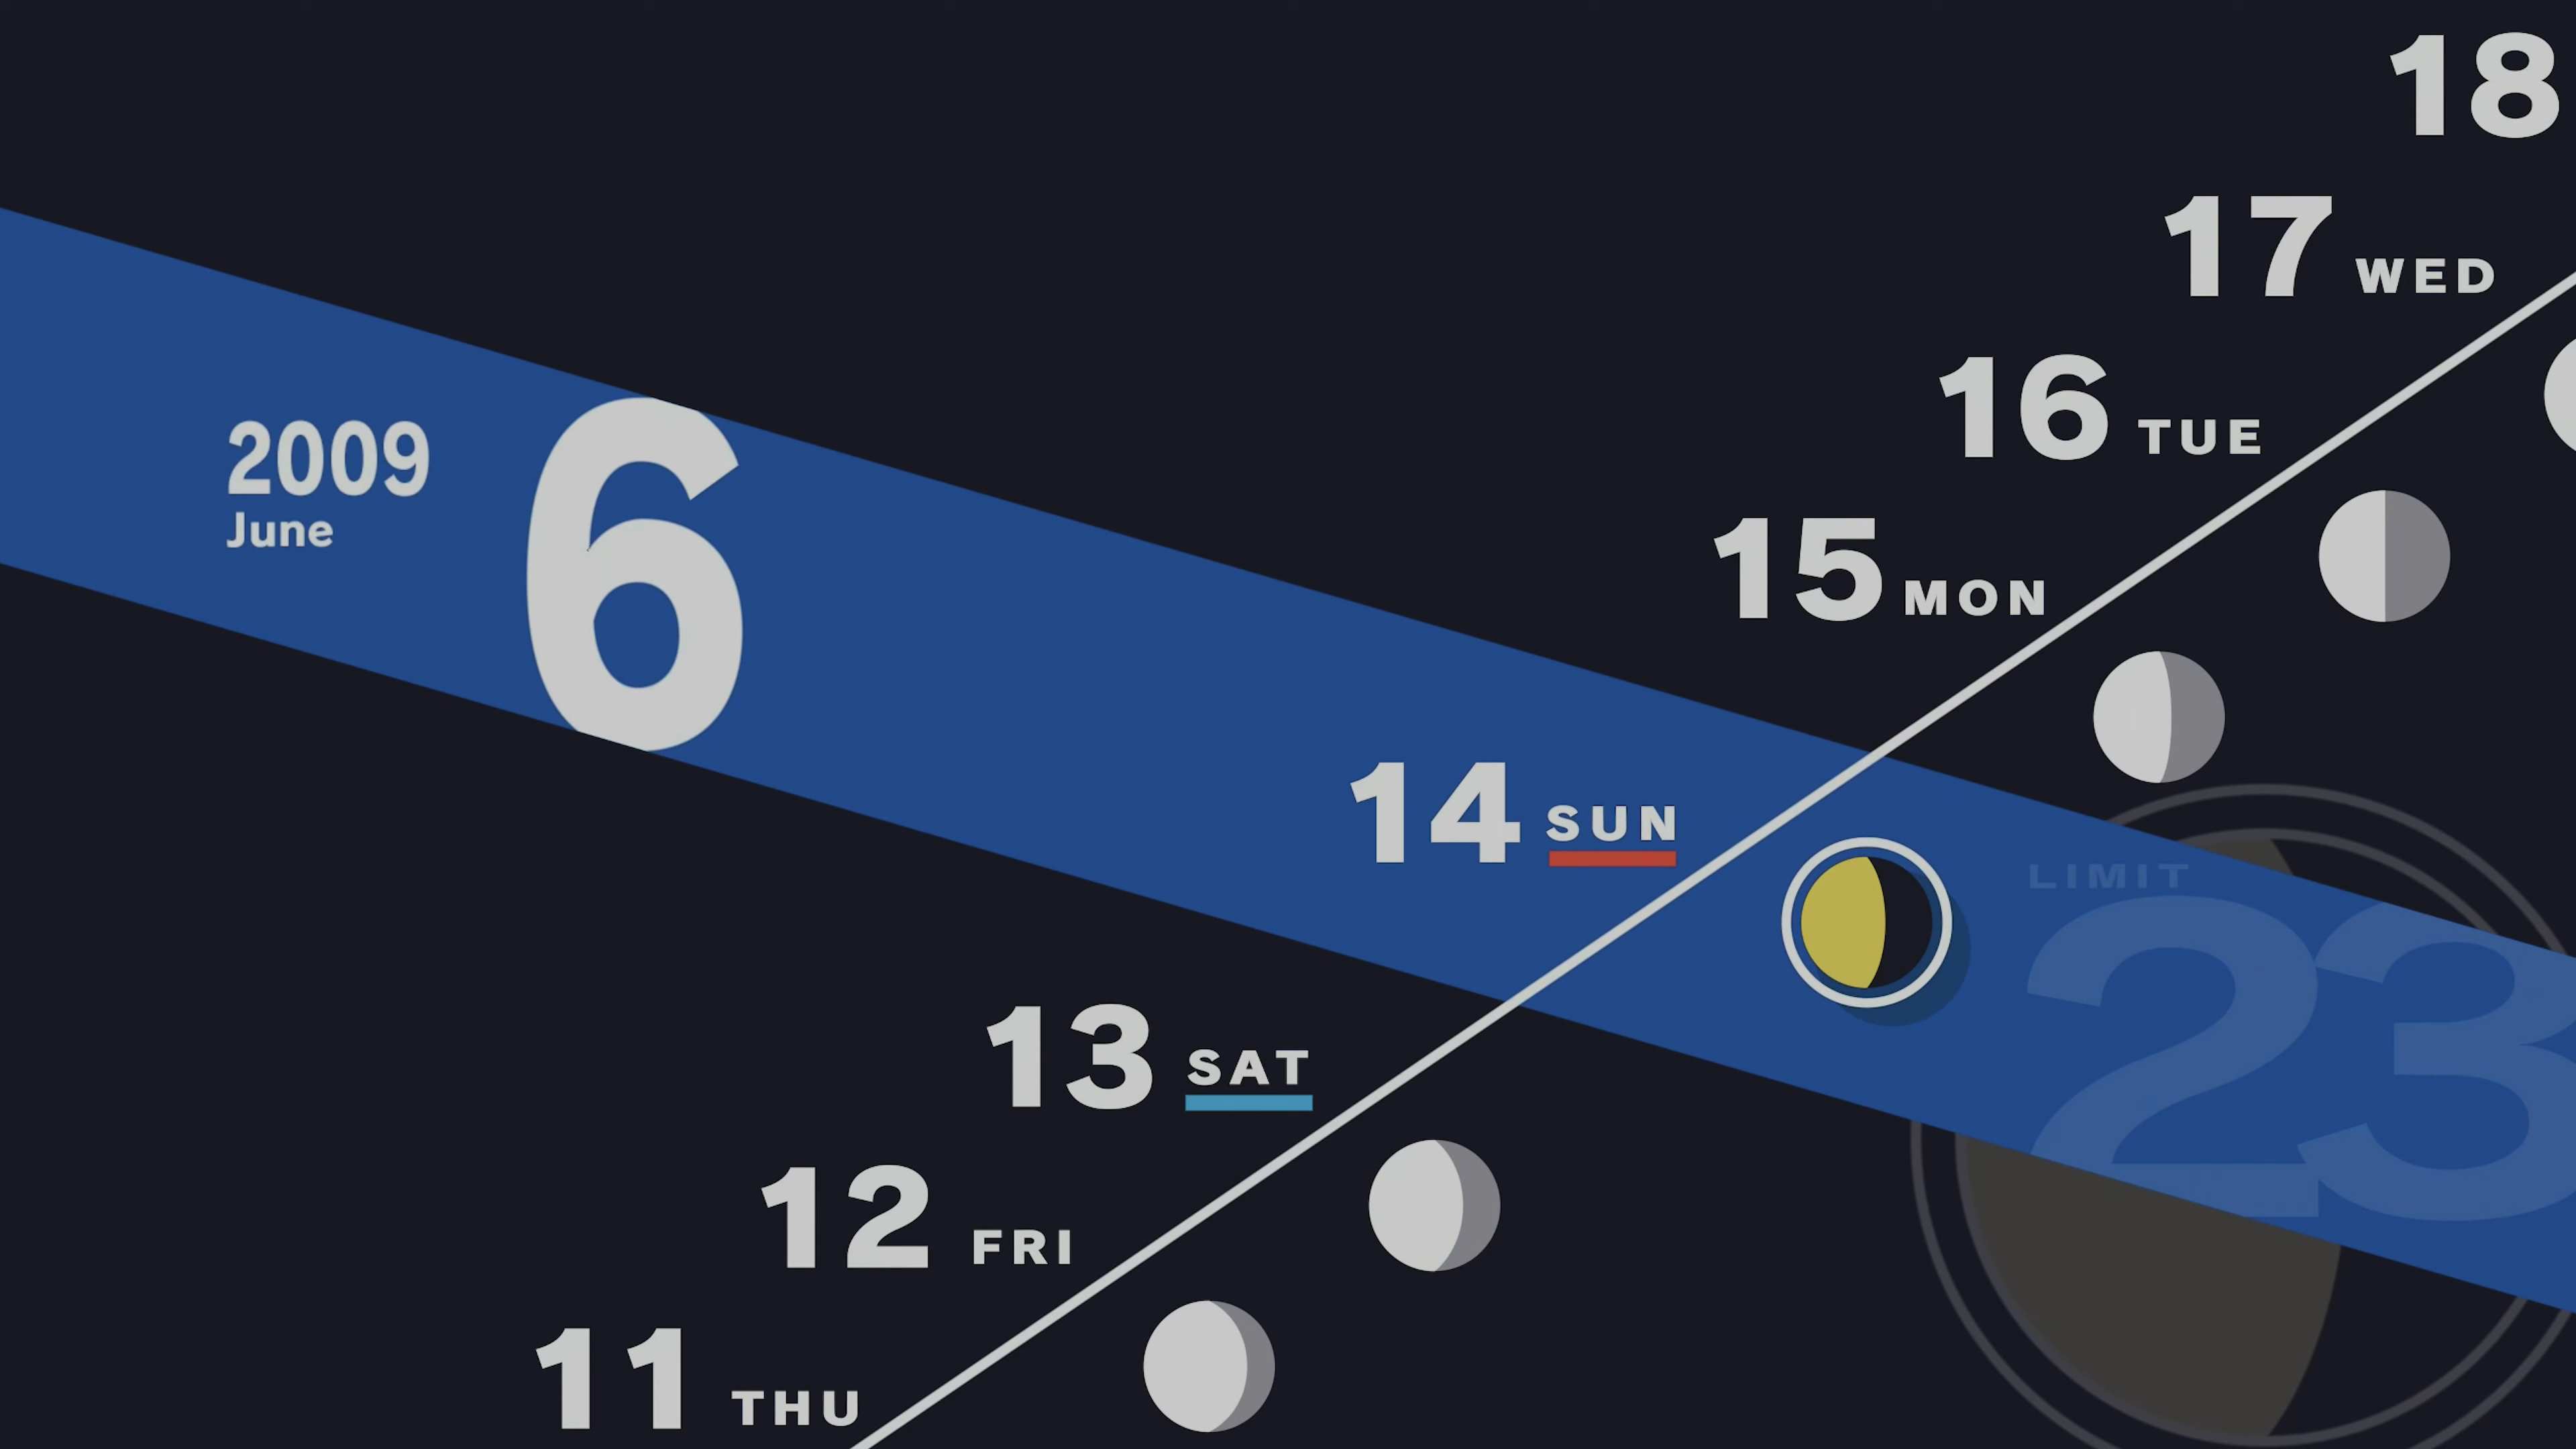 18
17 WED
16 TUE
2009
June
6
15 MON
14 SUN
LIMIT
23
13 SAT
12 FRI
11 THU